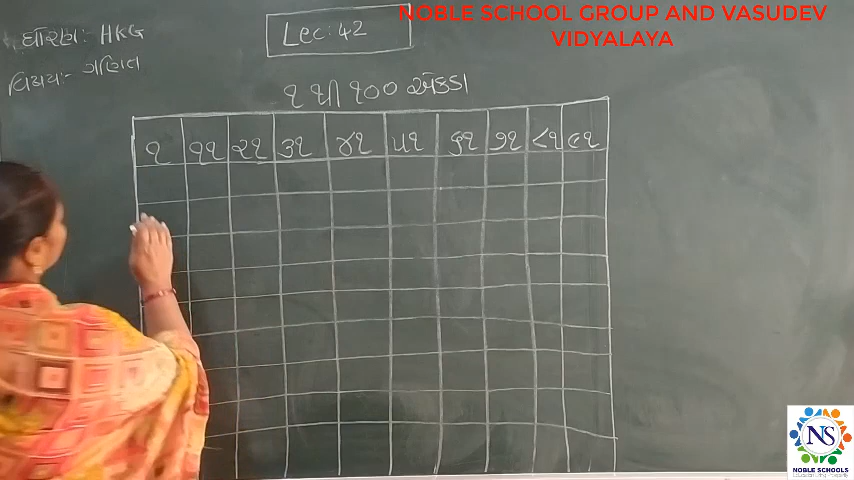 NOBLE SCHOOL GROUP AND VASUDEV
VIDYALAYA
ધોરણ:- HKG
Lec: 42
વિષય:- ગણિત
૧ થી ૧૦૦ એકડા
૧ ૧૧ ૨૧ ૩૧ ૪૧ ૫૧ ૬૧ ૭૧ ૮૧ ૯૧
NS
NOBLE SCHOOLS